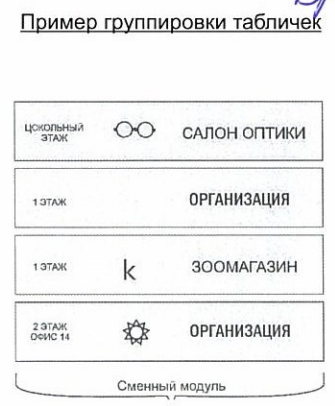 Пример группировки табличек
ЦОКОЛЬНЫЙ
ЭТАЖ
САЛОН ОПТИКИ
1 ЭТАЖ
ОРГАНИЗАЦИЯ
1 ЭТАЖ
k
ЗООМАГАЗИН
2 ЭТАЖ
ОФИС 14
ОРГАНИЗАЦИЯ
Сменный модуль